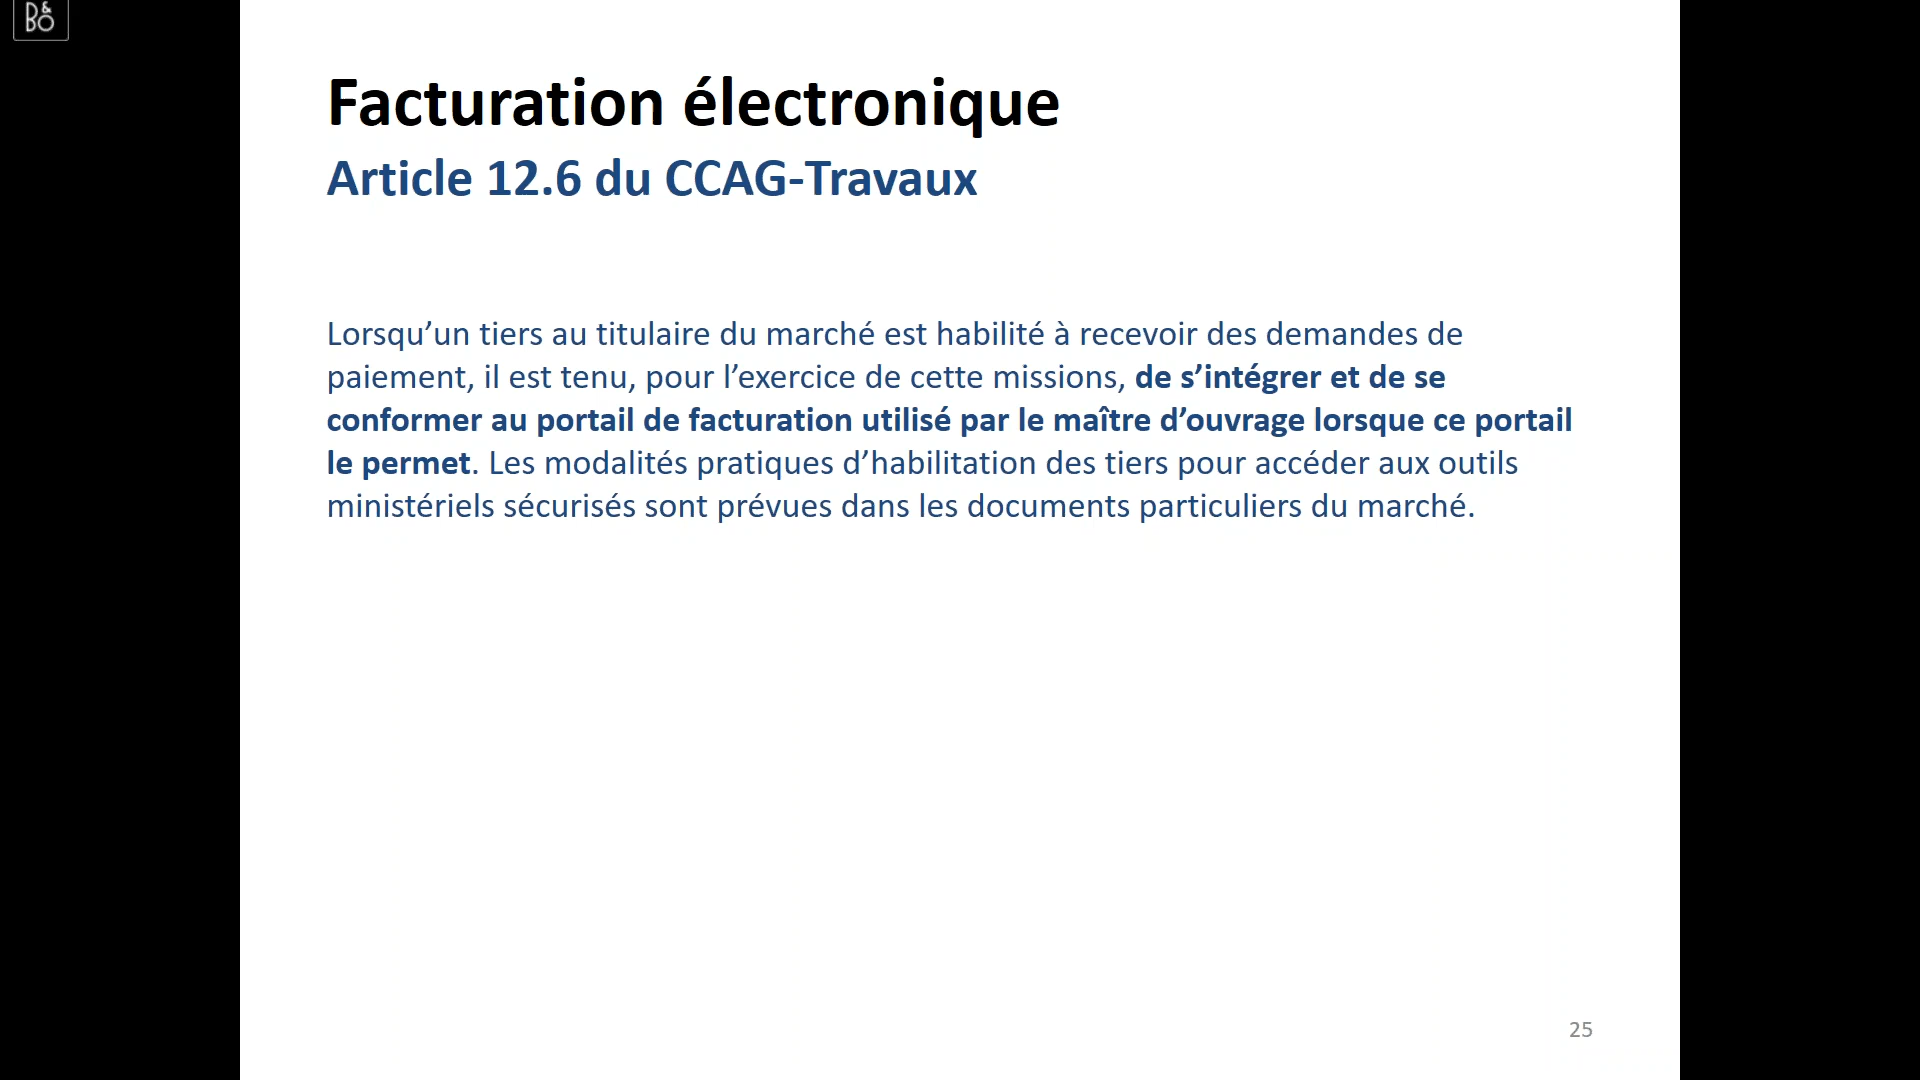 B&O
Facturation électronique
Article 12.6 du CCAG-Travaux
Lorsqu’un tiers au titulaire du marché est habilité à recevoir des demandes de
paiement, il est tenu, pour l’exercice de cette missions, de s’intégrer et de se
conformer au portail de facturation utilisé par le maître d’ouvrage lorsque ce portail
le permet. Les modalités pratiques d’habilitation des tiers pour accéder aux outils
ministériels sécurisés sont prévues dans les documents particuliers du marché.
25